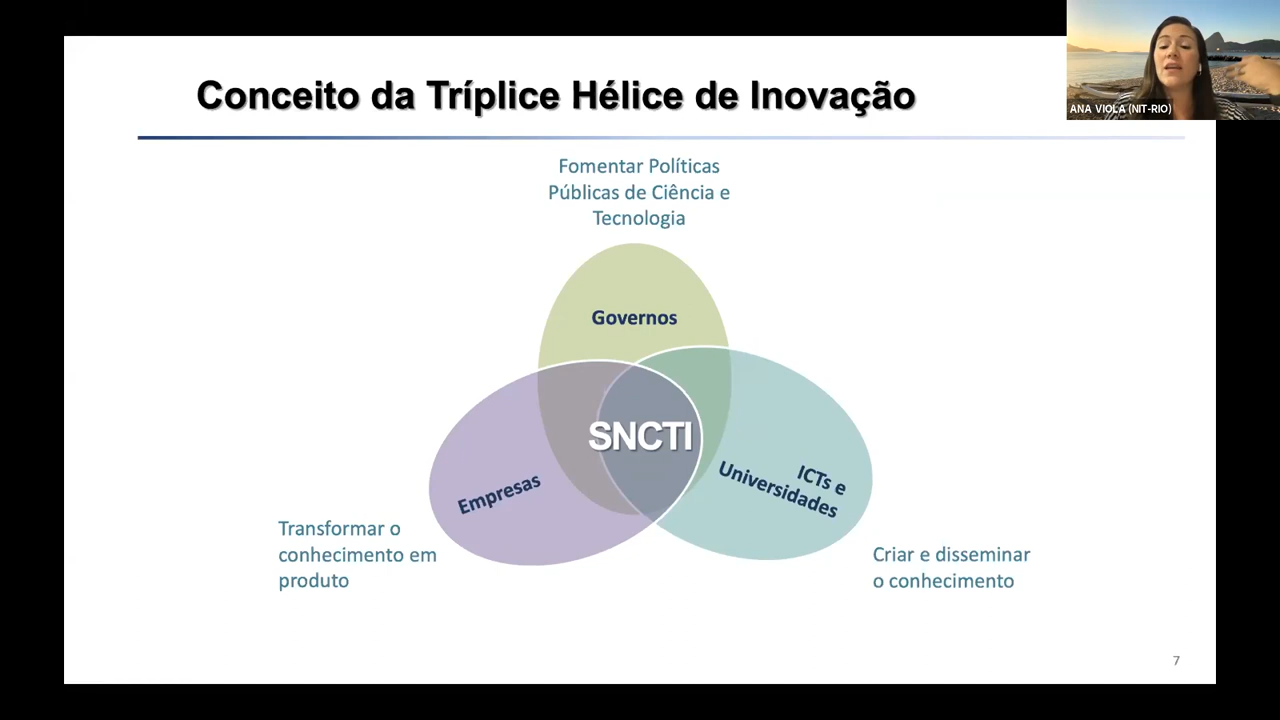 Conceito da Tríplice Hélice de Inovação
ANA VIOLA (NIT-RIO)
Fomentar Políticas
Públicas de Ciência e
Tecnologia
Governos
SNCTI
Empresas
ICTs e
Universidades
Transformar o
conhecimento em
produto
Criar e disseminar
o conhecimento
7